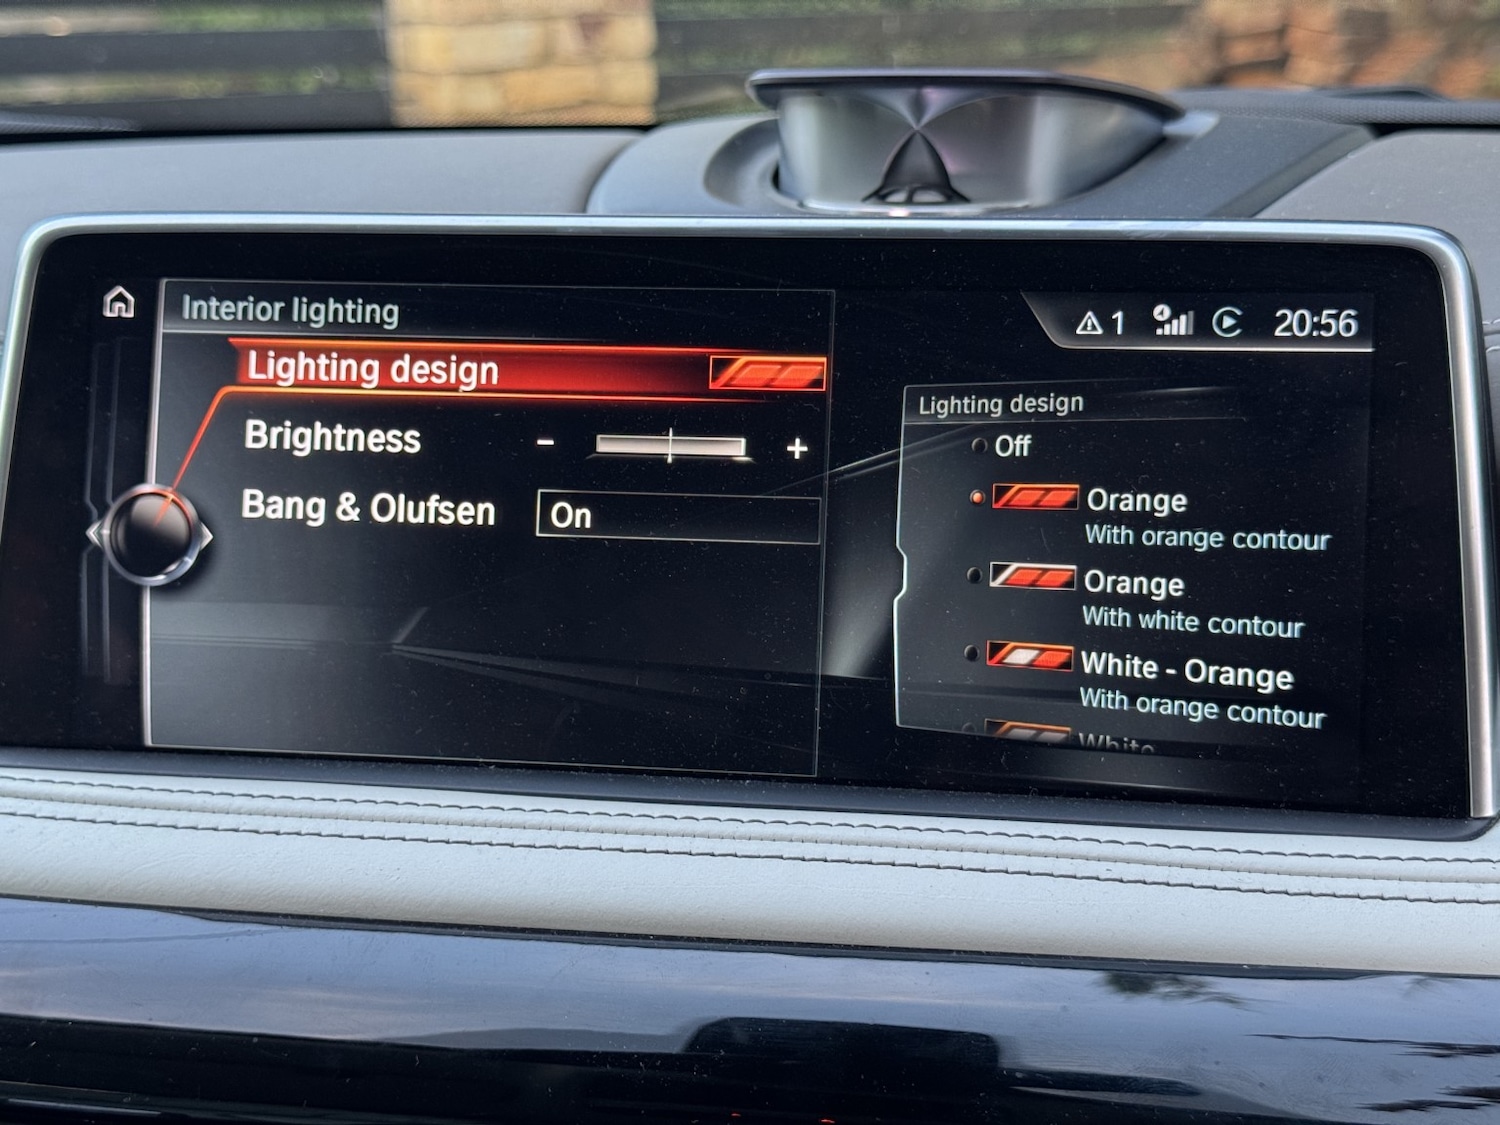 Interior lighting
Lighting design
Brightness - +
Bang & Olufsen On
1 20:56
Lighting design
Off
Orange
With orange contour
Orange
With white contour
White - Orange
With orange contour
White